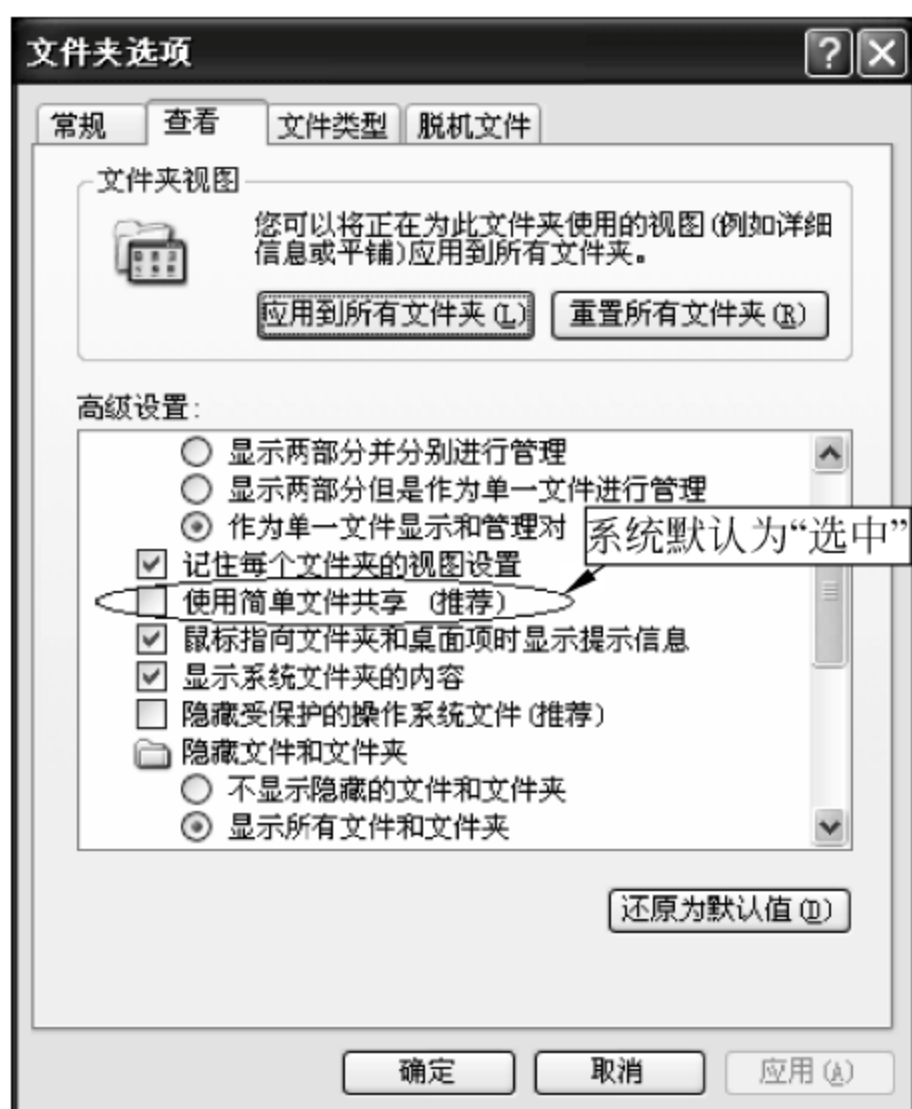 文件夹选项
常规 查看 文件类型 脱机文件
文件夹视图
您可以将正在为此文件夹使用的视图(例如详细
信息或平铺)应用到所有文件夹。
应用到所有文件夹(L) 重置所有文件夹(R)
高级设置:
显示两部分并分别进行管理
显示两部分但是作为单一文件进行管理
作为单一文件显示和管理对
系统默认为“选中”
记住每个文件夹的视图设置
使用简单文件共享 (推荐)
鼠标指向文件夹和桌面项时显示提示信息
显示系统文件夹的内容
隐藏受保护的操作系统文件(推荐)
隐藏文件和文件夹
不显示隐藏的文件和文件夹
显示所有文件和文件夹
还原为默认值(D)
确定 取消 应用(A)